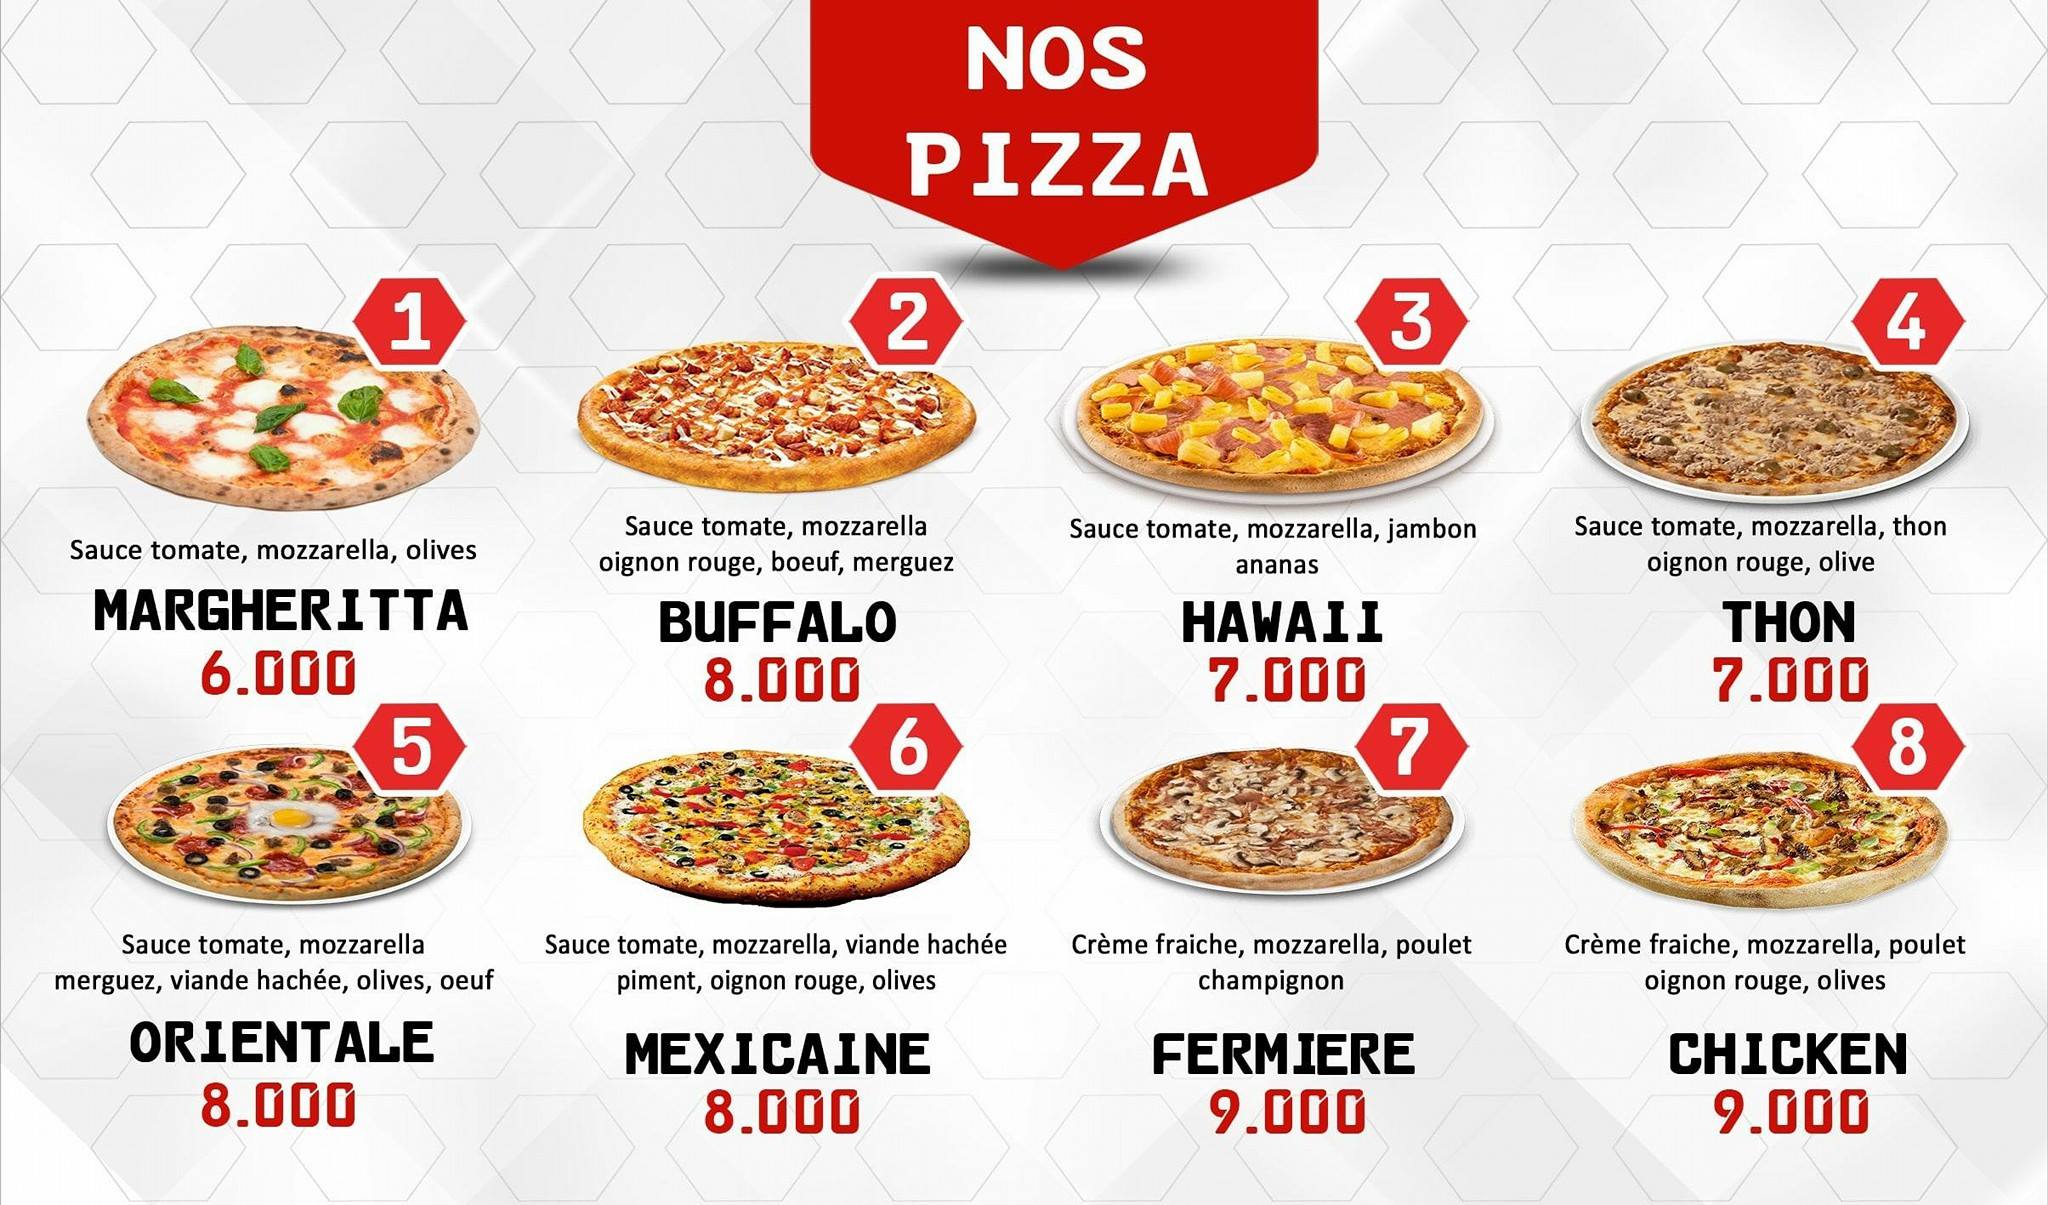 NOS
PIZZA
1
Sauce tomate, mozzarella, olives
MARGHERITTA
6.000
2
Sauce tomate, mozzarella
oignon rouge, boeuf, merguez
BUFFALO
8.000
3
Sauce tomate, mozzarella, jambon
ananas
HAWAII
7.000
4
Sauce tomate, mozzarella, thon
oignon rouge, olive
THON
7.000
5
Sauce tomate, mozzarella
merguez, viande hachée, olives, oeuf
ORIENTALE
8.000
6
Sauce tomate, mozzarella, viande hachée
piment, oignon rouge, olives
MEXICAINE
8.000
7
Crème fraiche, mozzarella, poulet
champignon
FERMIERE
9.000
8
Crème fraiche, mozzarella, poulet
oignon rouge, olives
CHICKEN
9.000